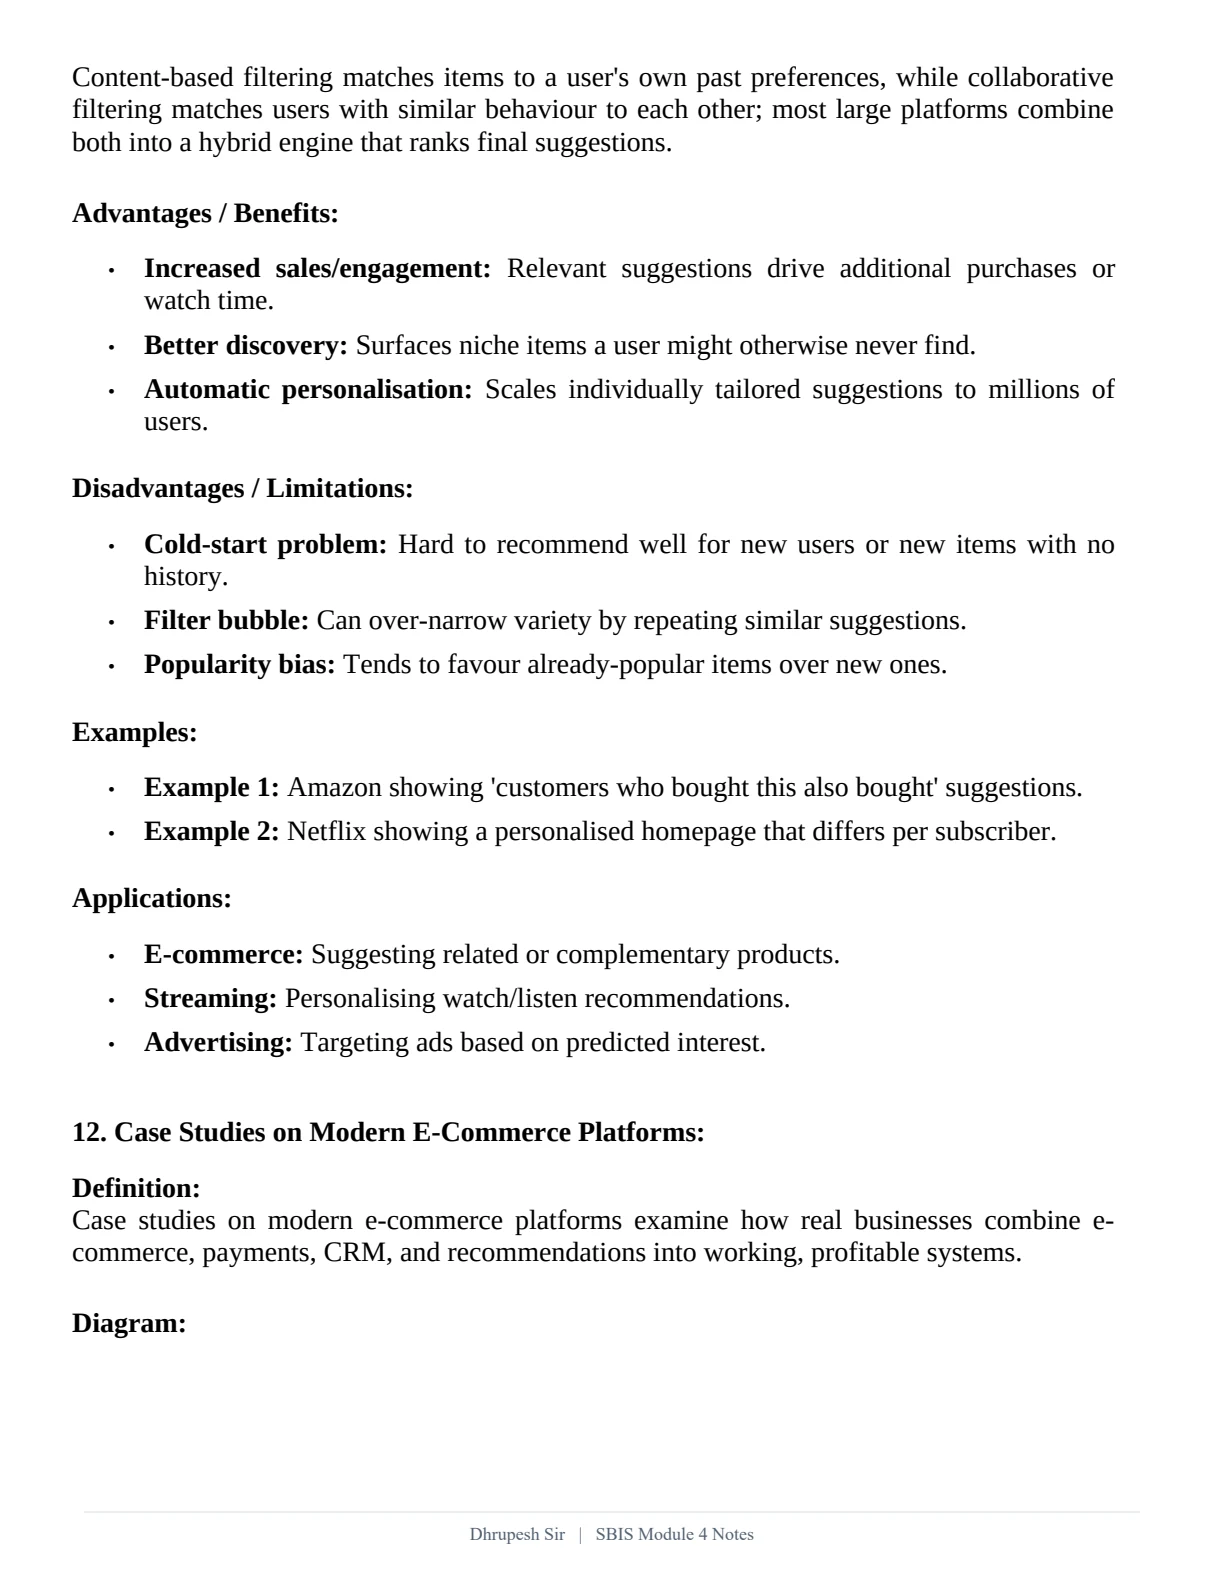 Content-based filtering matches items to a user's own past preferences, while collaborative
filtering matches users with similar behaviour to each other; most large platforms combine
both into a hybrid engine that ranks final suggestions.
Advantages / Benefits:
• Increased sales/engagement: Relevant suggestions drive additional purchases or
watch time.
• Better discovery: Surfaces niche items a user might otherwise never find.
• Automatic personalisation: Scales individually tailored suggestions to millions of
users.
Disadvantages / Limitations:
• Cold-start problem: Hard to recommend well for new users or new items with no
history.
• Filter bubble: Can over-narrow variety by repeating similar suggestions.
• Popularity bias: Tends to favour already-popular items over new ones.
Examples:
• Example 1: Amazon showing 'customers who bought this also bought' suggestions.
• Example 2: Netflix showing a personalised homepage that differs per subscriber.
Applications:
• E-commerce: Suggesting related or complementary products.
• Streaming: Personalising watch/listen recommendations.
• Advertising: Targeting ads based on predicted interest.
12. Case Studies on Modern E-Commerce Platforms:
Definition:
Case studies on modern e-commerce platforms examine how real businesses combine e-
commerce, payments, CRM, and recommendations into working, profitable systems.
Diagram:
Dhrupesh Sir | SBIS Module 4 Notes